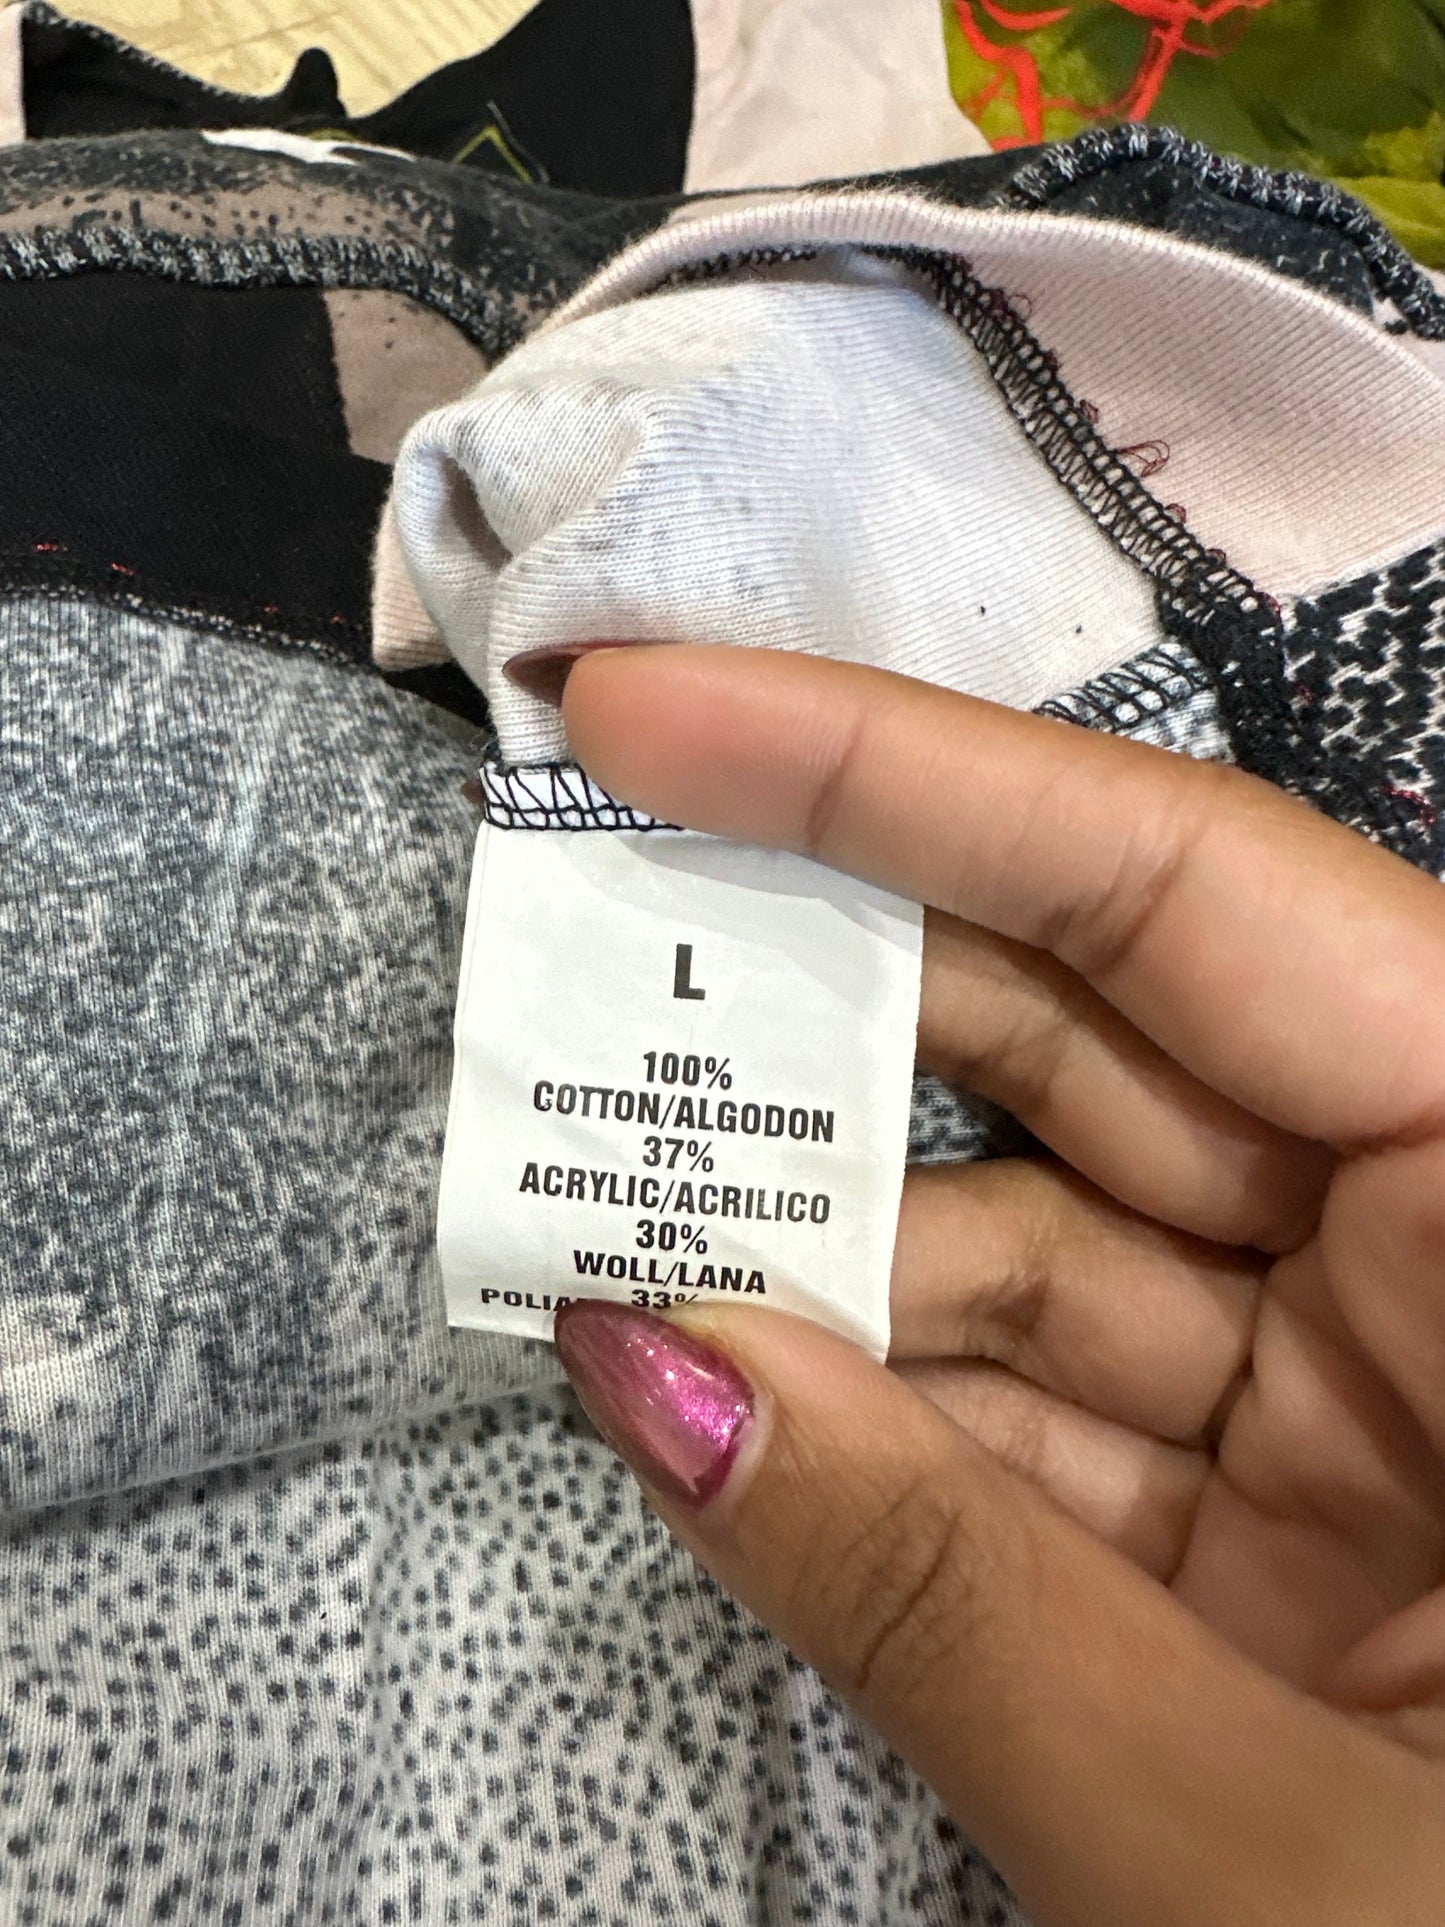 L
100%
COTTON/ALGODON
37%
ACRYLIC/ACRILICO
30%
WOLL/LANA
33%